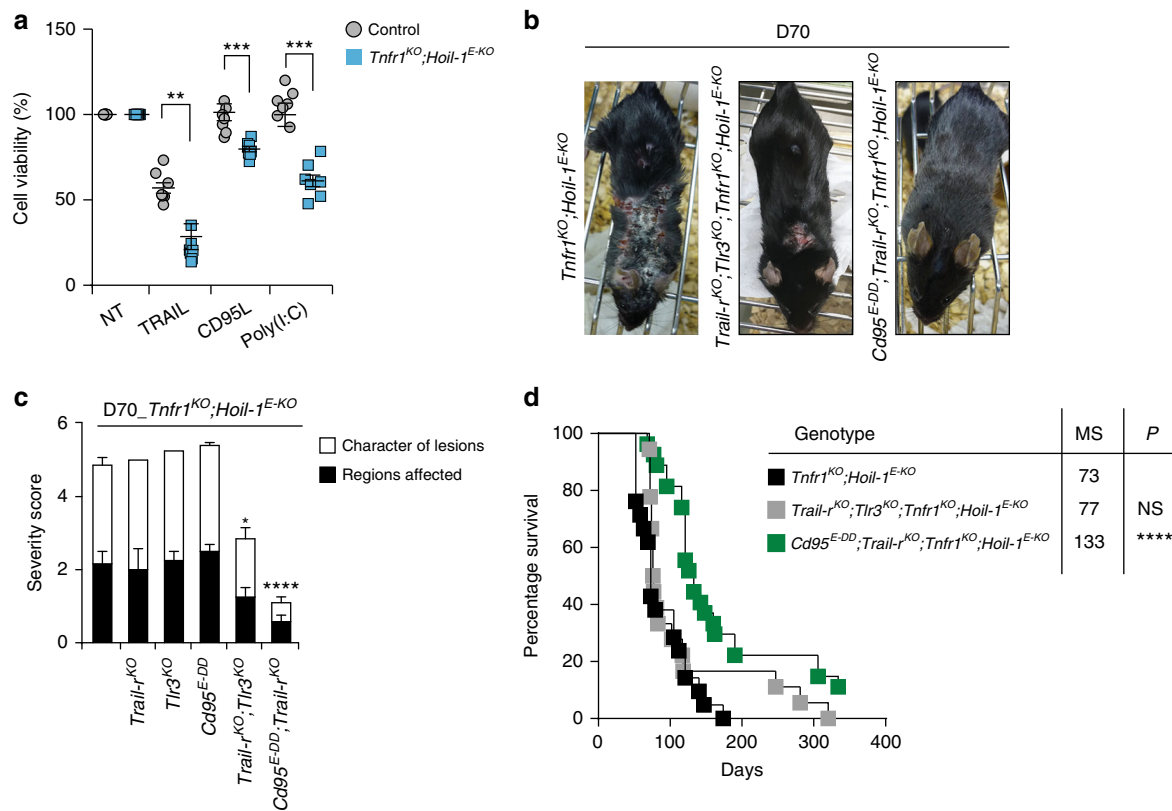 a
150
100
50
0
Cell viability (%)
**
***
***
Control
Tnfr1KO;Hoil-1E-KO
NT
TRAIL
CD95L
Poly(I:C)
b
D70
Tnfr1KO;Hoil-1E-KO
Trail-rKO;Tlr3KO;Tnfr1KO;Hoil-1E-KO
Cd95E-DD;Trail-rKO;Tnfr1KO;Hoil-1E-KO
c
D70_Tnfr1KO;Hoil-1E-KO
6
4
2
0
Severity score
*
****
Character of lesions
Regions affected
Trail-rKO
Tlr3KO
Cd95E-DD
Trail-rKO;Tlr3KO
Cd95E-DD;Trail-rKO
d
100
80
60
40
20
0
Percentage survival
0 100 200 300 400
Days
Genotype MS P
Tnfr1KO;Hoil-1E-KO 73
Trail-rKO;Tlr3KO;Tnfr1KO;Hoil-1E-KO 77 NS
Cd95E-DD;Trail-rKO;Tnfr1KO;Hoil-1E-KO 133 ****